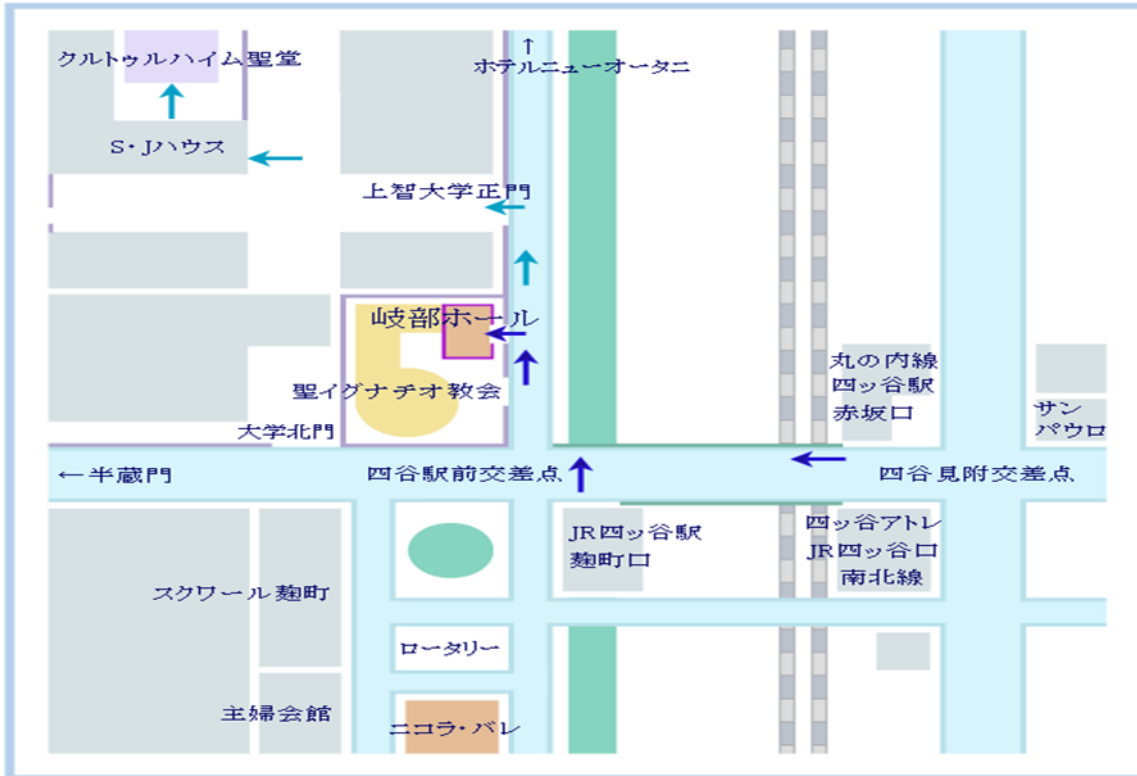 ↑
クルトゥルハイム聖堂
ホテルニューオータニ
S・Jハウス
上智大学正門
岐部ホール
聖イグナチオ教会
大学北門
丸の内線
四ッ谷駅
赤坂口
サン
パウロ
←半蔵門
四谷駅前交差点
四谷見附交差点
JR四ッ谷駅
麹町口
四ッ谷アトレ
JR四ッ谷口
南北線
スクワール麹町
ロータリー
主婦会館
ニコラ・バレ